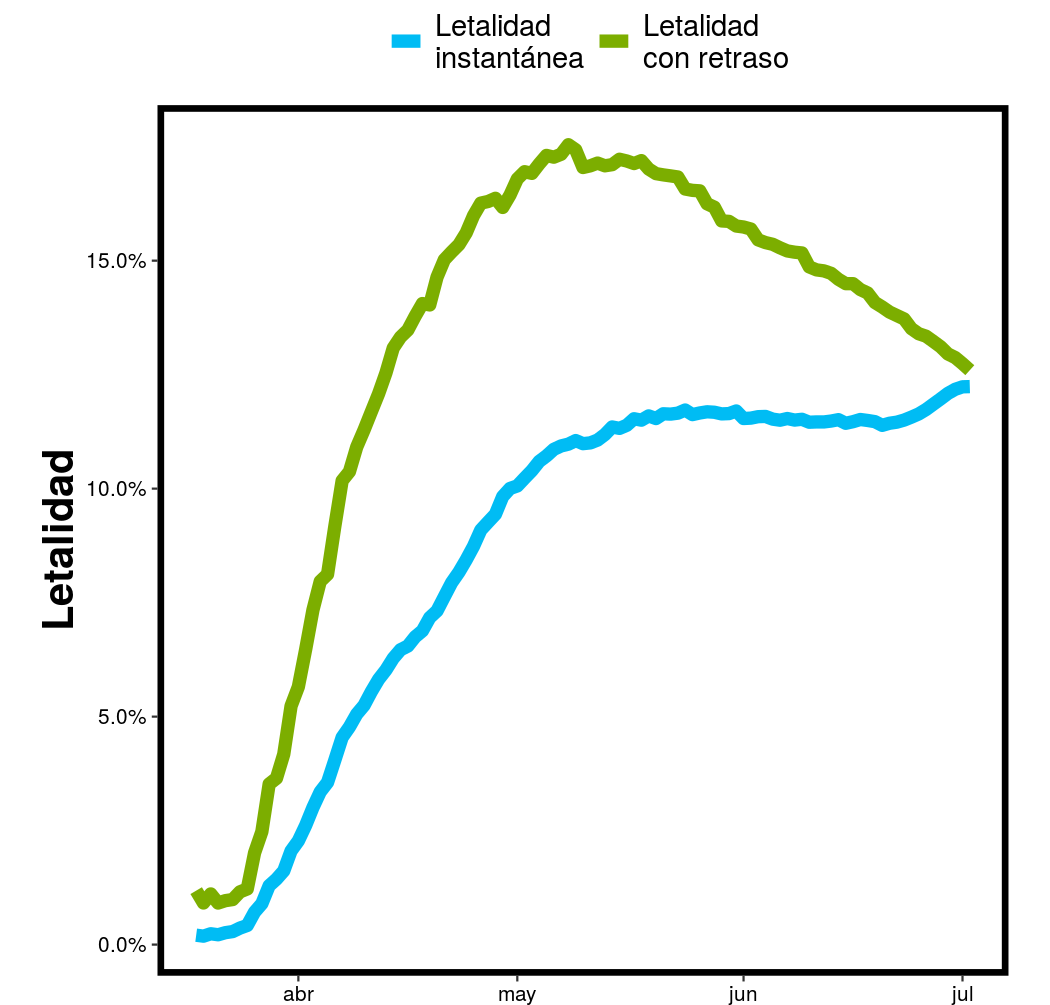 Letalidad
instantánea
Letalidad
con retraso
Letalidad
15.0%
10.0%
5.0%
0.0%
abr
may
jun
jul